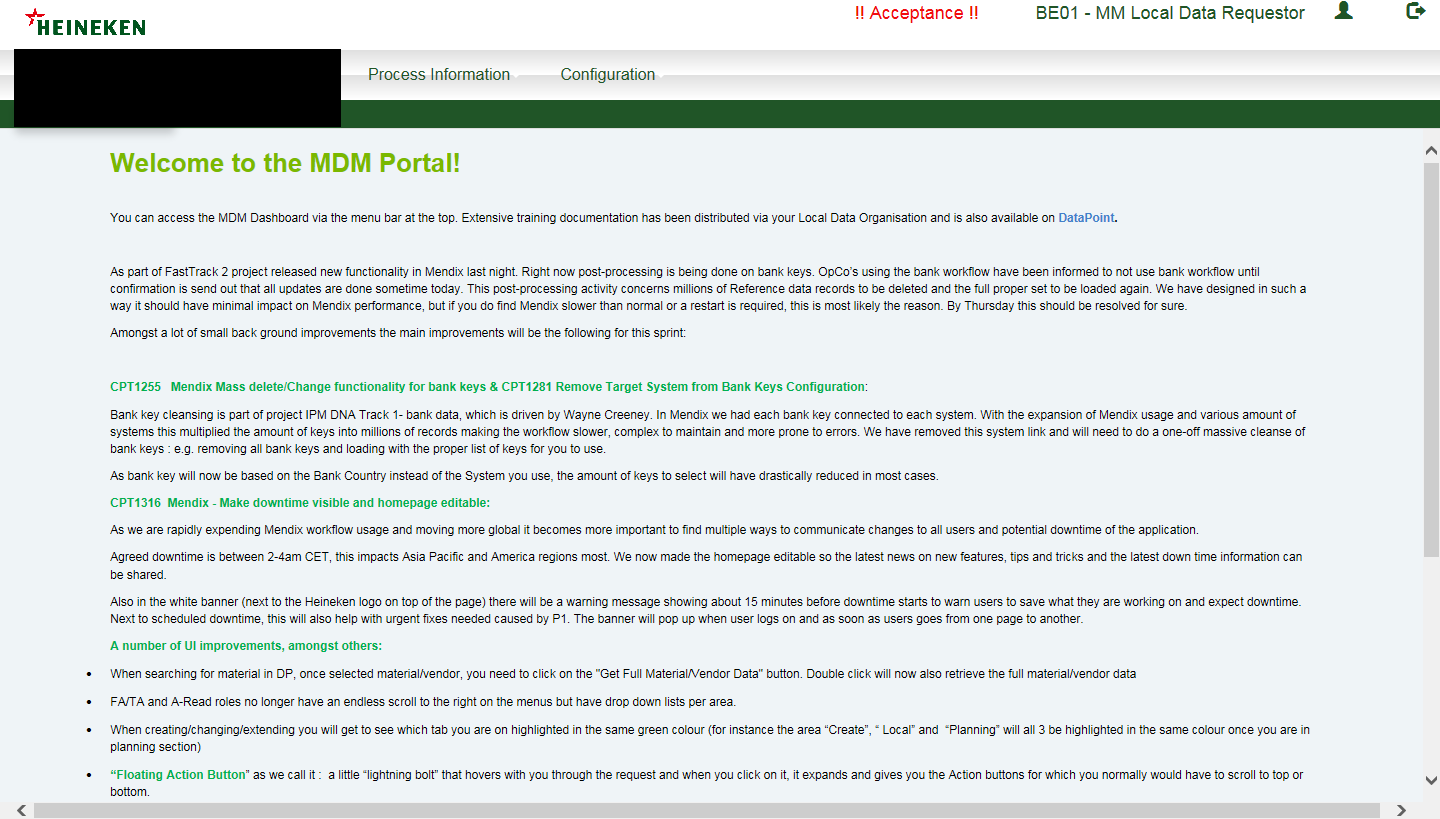 HEINEKEN
!! Acceptance !!
BE01 - MM Local Data Requestor
Process Information
Configuration
Welcome to the MDM Portal!
You can access the MDM Dashboard via the menu bar at the top. Extensive training documentation has been distributed via your Local Data Organisation and is also available on DataPoint.
As part of FastTrack 2 project released new functionality in Mendix last night. Right now post-processing is being done on bank keys. OpCo's using the bank workflow have been informed to not use bank workflow until
confirmation is send out that all updates are done sometime today. This post-processing activity concerns millions of Reference data records to be deleted and the full proper set to be loaded again. We have designed in such a
way it should have minimal impact on Mendix performance, but if you do find Mendix slower than normal or a restart is required, this is most likely the reason. By Thursday this should be resolved for sure.
Amongst a lot of small back ground improvements the main improvements will be the following for this sprint:
CPT1255   Mendix Mass delete/Change functionality for bank keys & CPT1281 Remove Target System from Bank Keys Configuration:
Bank key cleansing is part of project IPM DNA Track 1- bank data, which is driven by Wayne Creeney. In Mendix we had each bank key connected to each system. With the expansion of Mendix usage and various amount of
systems this multiplied the amount of keys into millions of records making the workflow slower, complex to maintain and more prone to errors. We have removed this system link and will need to do a one-off massive cleanse of
bank keys : e.g. removing all bank keys and loading with the proper list of keys for you to use.
As bank key will now be based on the Bank Country instead of the System you use, the amount of keys to select will have drastically reduced in most cases.
CPT1316  Mendix - Make downtime visible and homepage editable:
As we are rapidly expending Mendix workflow usage and moving more global it becomes more important to find multiple ways to communicate changes to all users and potential downtime of the application.
Agreed downtime is between 2-4am CET, this impacts Asia Pacific and America regions most. We now made the homepage editable so the latest news on new features, tips and tricks and the latest down time information can
be shared.
Also in the white banner (next to the Heineken logo on top of the page) there will be a warning message showing about 15 minutes before downtime starts to warn users to save what they are working on and expect downtime.
Next to scheduled downtime, this will also help with urgent fixes needed caused by P1. The banner will pop up when user logs on and as soon as users goes from one page to another.
A number of UI improvements, amongst others:
• When searching for material in DP, once selected material/vendor, you need to click on the "Get Full Material/Vendor Data" button. Double click will now also retrieve the full material/vendor data
• FA/TA and A-Read roles no longer have an endless scroll to the right on the menus but have drop down lists per area.
• When creating/changing/extending you will get to see which tab you are on highlighted in the same green colour (for instance the area “Create”, “ Local” and  “Planning” will all 3 be highlighted in the same colour once you are in
planning section)
• “Floating Action Button” as we call it :  a little “lightning bolt” that hovers with you through the request and when you click on it, it expands and gives you the Action buttons for which you normally would have to scroll to top or
bottom.